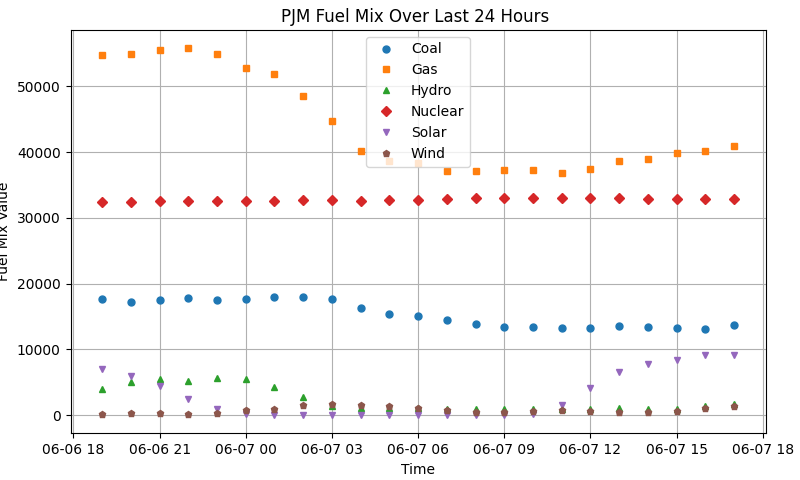 PJM Fuel Mix Over Last 24 Hours
Coal
Gas
Hydro
Nuclear
Solar
Wind
Fuel Mix Value
50000
40000
30000
20000
10000
0
06-06 18 06-06 21 06-07 00 06-07 03 06-07 06 06-07 09 06-07 12 06-07 15 06-07 18
Time